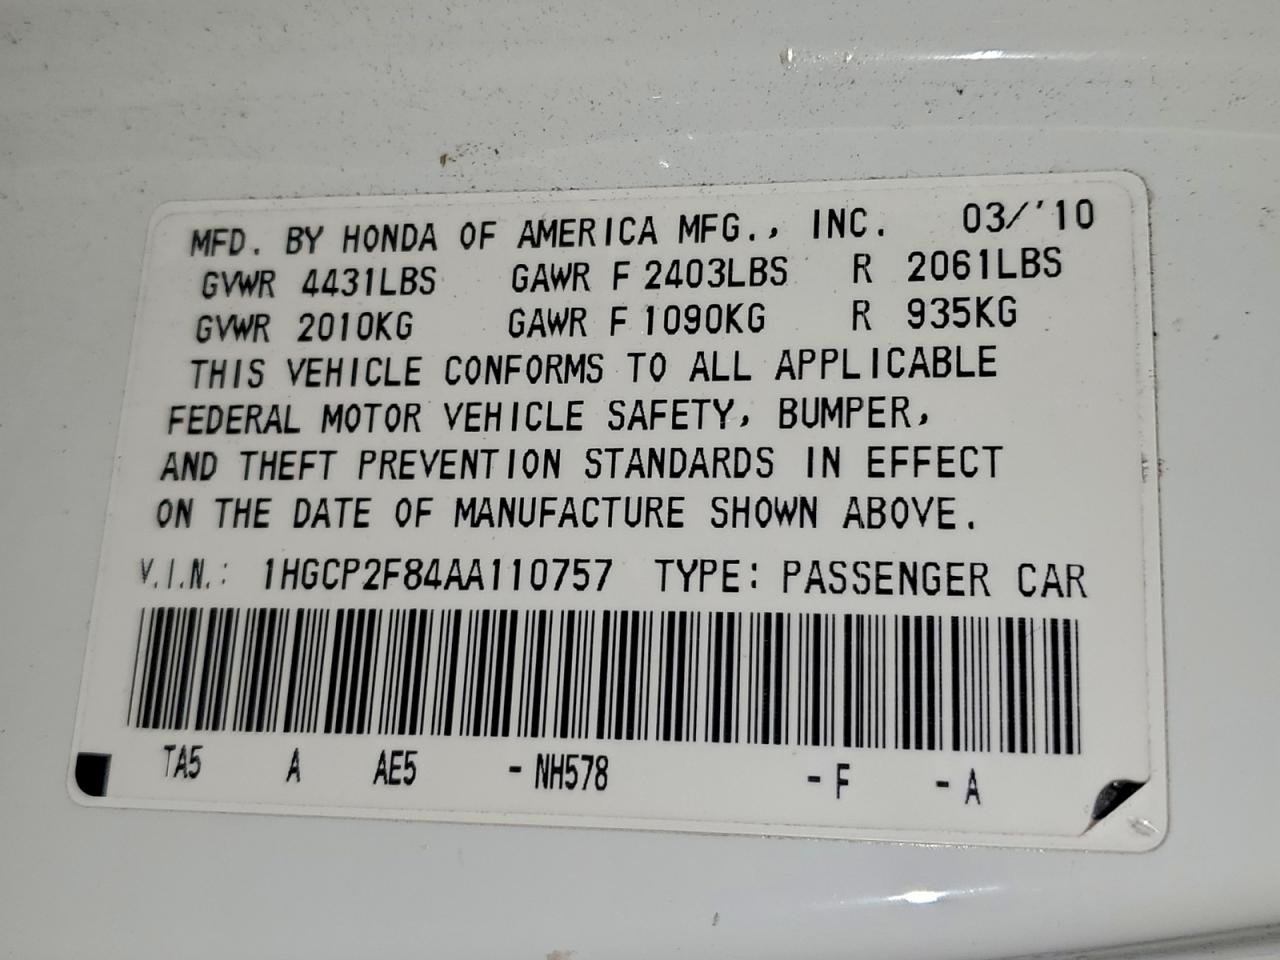 MFD. BY HONDA OF AMERICA MFG., INC. 03/'10
GVWR 4431LBS GAWR F 2403LBS R 2061LBS
GVWR 2010KG GAWR F 1090KG R 935KG
THIS VEHICLE CONFORMS TO ALL APPLICABLE
FEDERAL MOTOR VEHICLE SAFETY, BUMPER,
AND THEFT PREVENTION STANDARDS IN EFFECT
ON THE DATE OF MANUFACTURE SHOWN ABOVE.
V.I.N.: 1HGCP2F84AA110757 TYPE: PASSENGER CAR
TA5 A AE5 - NH578 - F - A